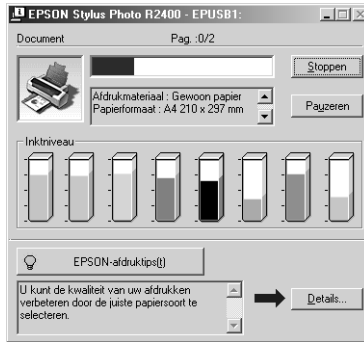 EPSON Stylus Photo R2400 - EPUSB1:
Document Pag. :0/2
Stoppen
Afdrukmateriaal : Gewoon papier
Papierformaat : A4 210 x 297 mm
Pauzeren
Inktniveau
EPSON-afdruktips(t)
U kunt de kwaliteit van uw afdrukken
verbeteren door de juiste papiersoort te
selecteren.
Details...